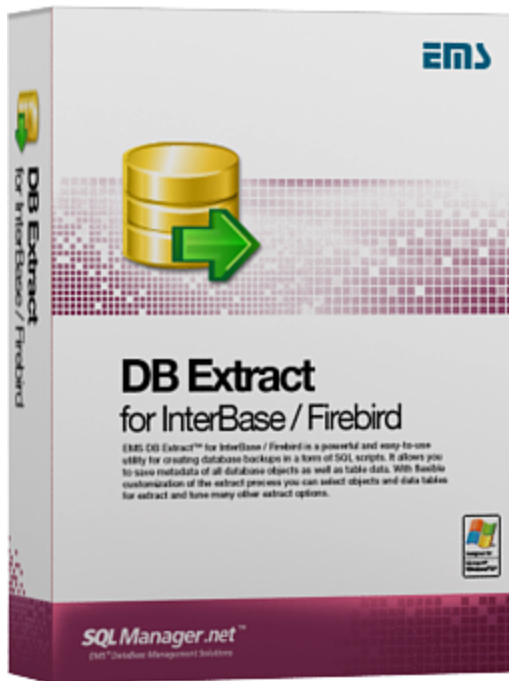 EMS
DB Extract
for InterBase / Firebird
DB Extract
for InterBase / Firebird
EMS DB Extract™ for InterBase / Firebird is a powerful and easy-to-use
utility for creating database backups in a form of SQL scripts. It allows you
to save metadata of all database objects as well as table data. With flexible
customization of the extract process you can select objects and data tables
for extract and tune many other extract options.
SQL Manager.net™
EMS® DataBase Management Solutions